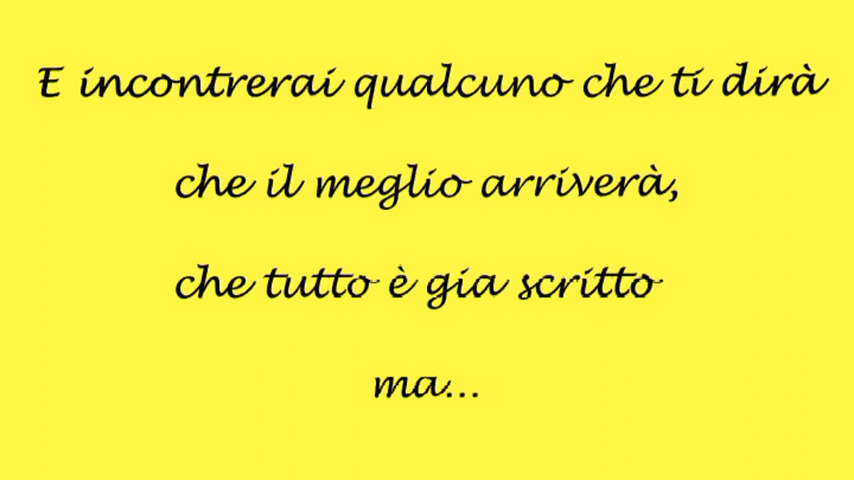 E incontrerai qualcuno che ti dirà
che il meglio arriverà,
che tutto è gia scritto
ma...